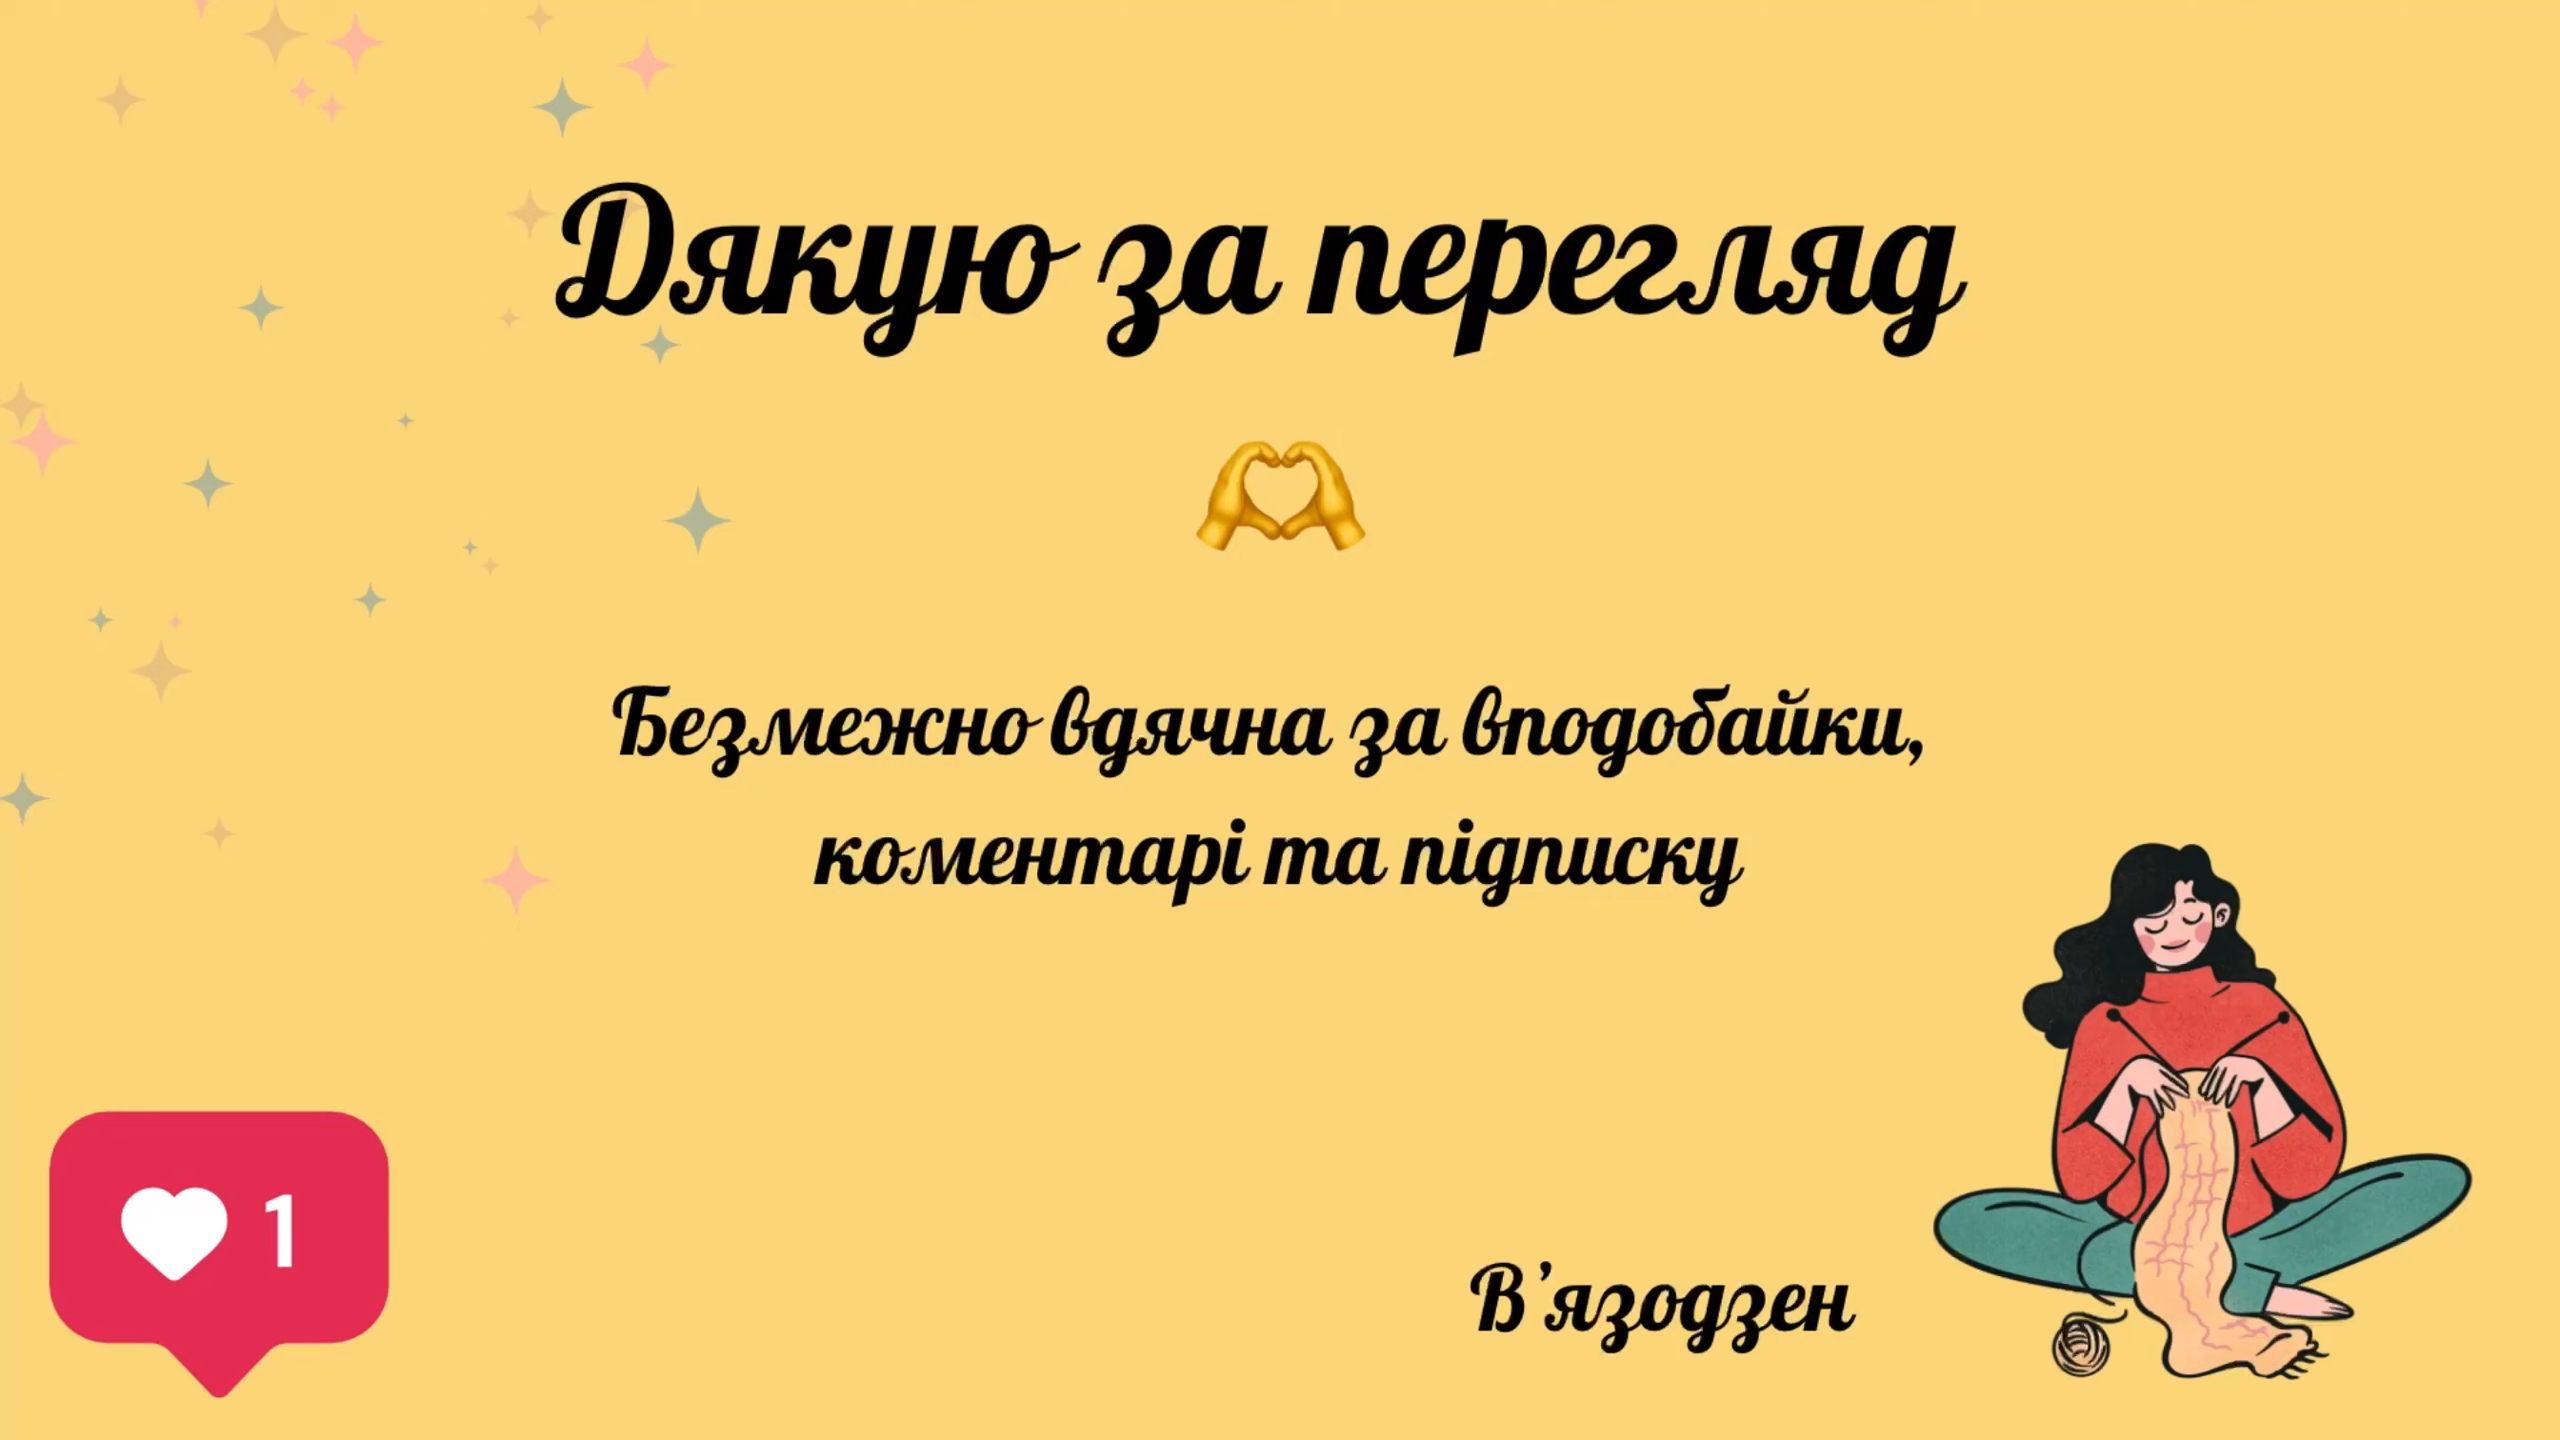 Дякую за перегляд
🫶
Безмежно вдячна за вподобайки,
коментарі та підписку
1
В’язодзен